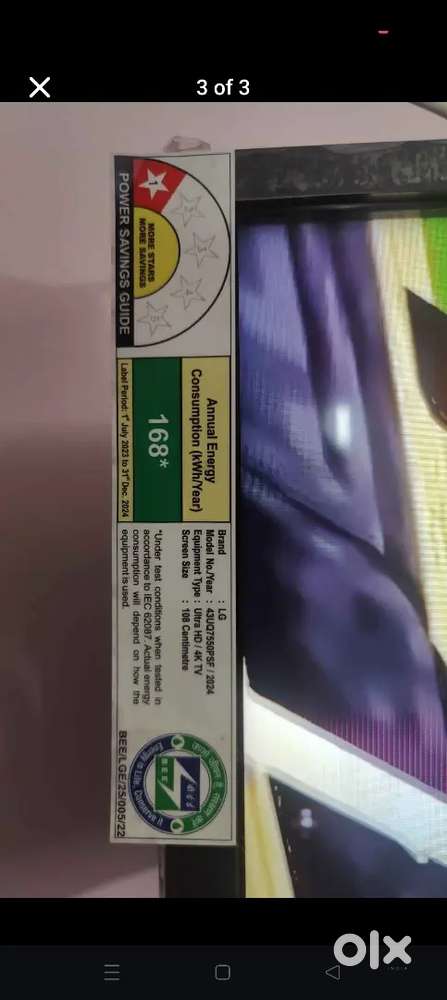 3 of 3
1
MORE STARS
MORE SAVINGS
POWER SAVINGS GUIDE
Annual Energy
Consumption (kWh/Year)
168*
Label Period: 1st July 2023 to 31st Dec. 2024
Brand : LG
Model No./Year : 43UQ7550PSF / 2024
Equipment Type : Ultra HD / 4K TV
Screen Size : 108 Centimetre
*Under test conditions when tested in
accordance to IEC 62087. Actual energy
consumption will depend on how the
equipment is used.
BEE
BEE/LGE/25/005/22
olx
INDIA